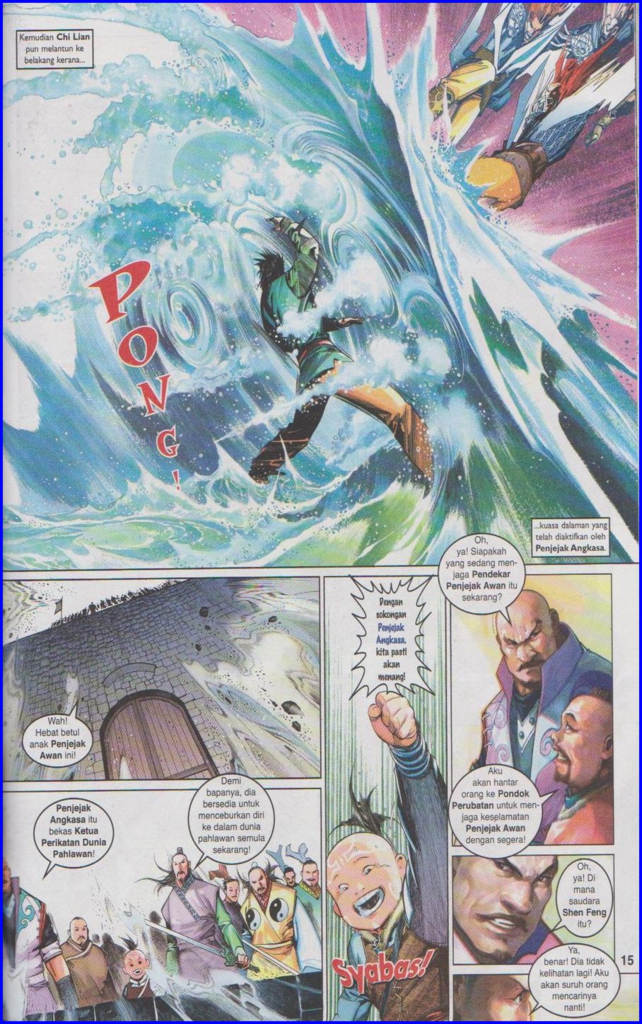 Kemudian Chi Lian
pun melantun ke
belakang kerana...
PONG!
...kuasa dalaman yang
telah diaktifkan oleh
Penjejak Angkasa.
Wah!
Hebat betul
anak Penjejak
Awan ini!
Dengan
sokongan
Penjejak
Angkasa,
kita pasti
akan
menang!
Oh,
ya! Siapakah
yang sedang men-
jaga Pendekar
Penjejak Awan itu
sekarang?
Aku
akan hantar
orang ke Pondok
Perubatan untuk men-
jaga keselamatan
Penjejak Awan
dengan segera!
Penjejak
Angkasa itu
bekas Ketua
Perikatan Dunia
Pahlawan!
Demi
bapanya, dia
bersedia untuk
menceburkan diri
ke dalam dunia
pahlawan semula
sekarang!
Syabas!
Oh,
ya! Di
mana
saudara
Shen Feng
itu?
Ya,
benar! Dia tidak
kelihatan lagi! Aku
akan suruh orang
mencarinya
nanti!
15